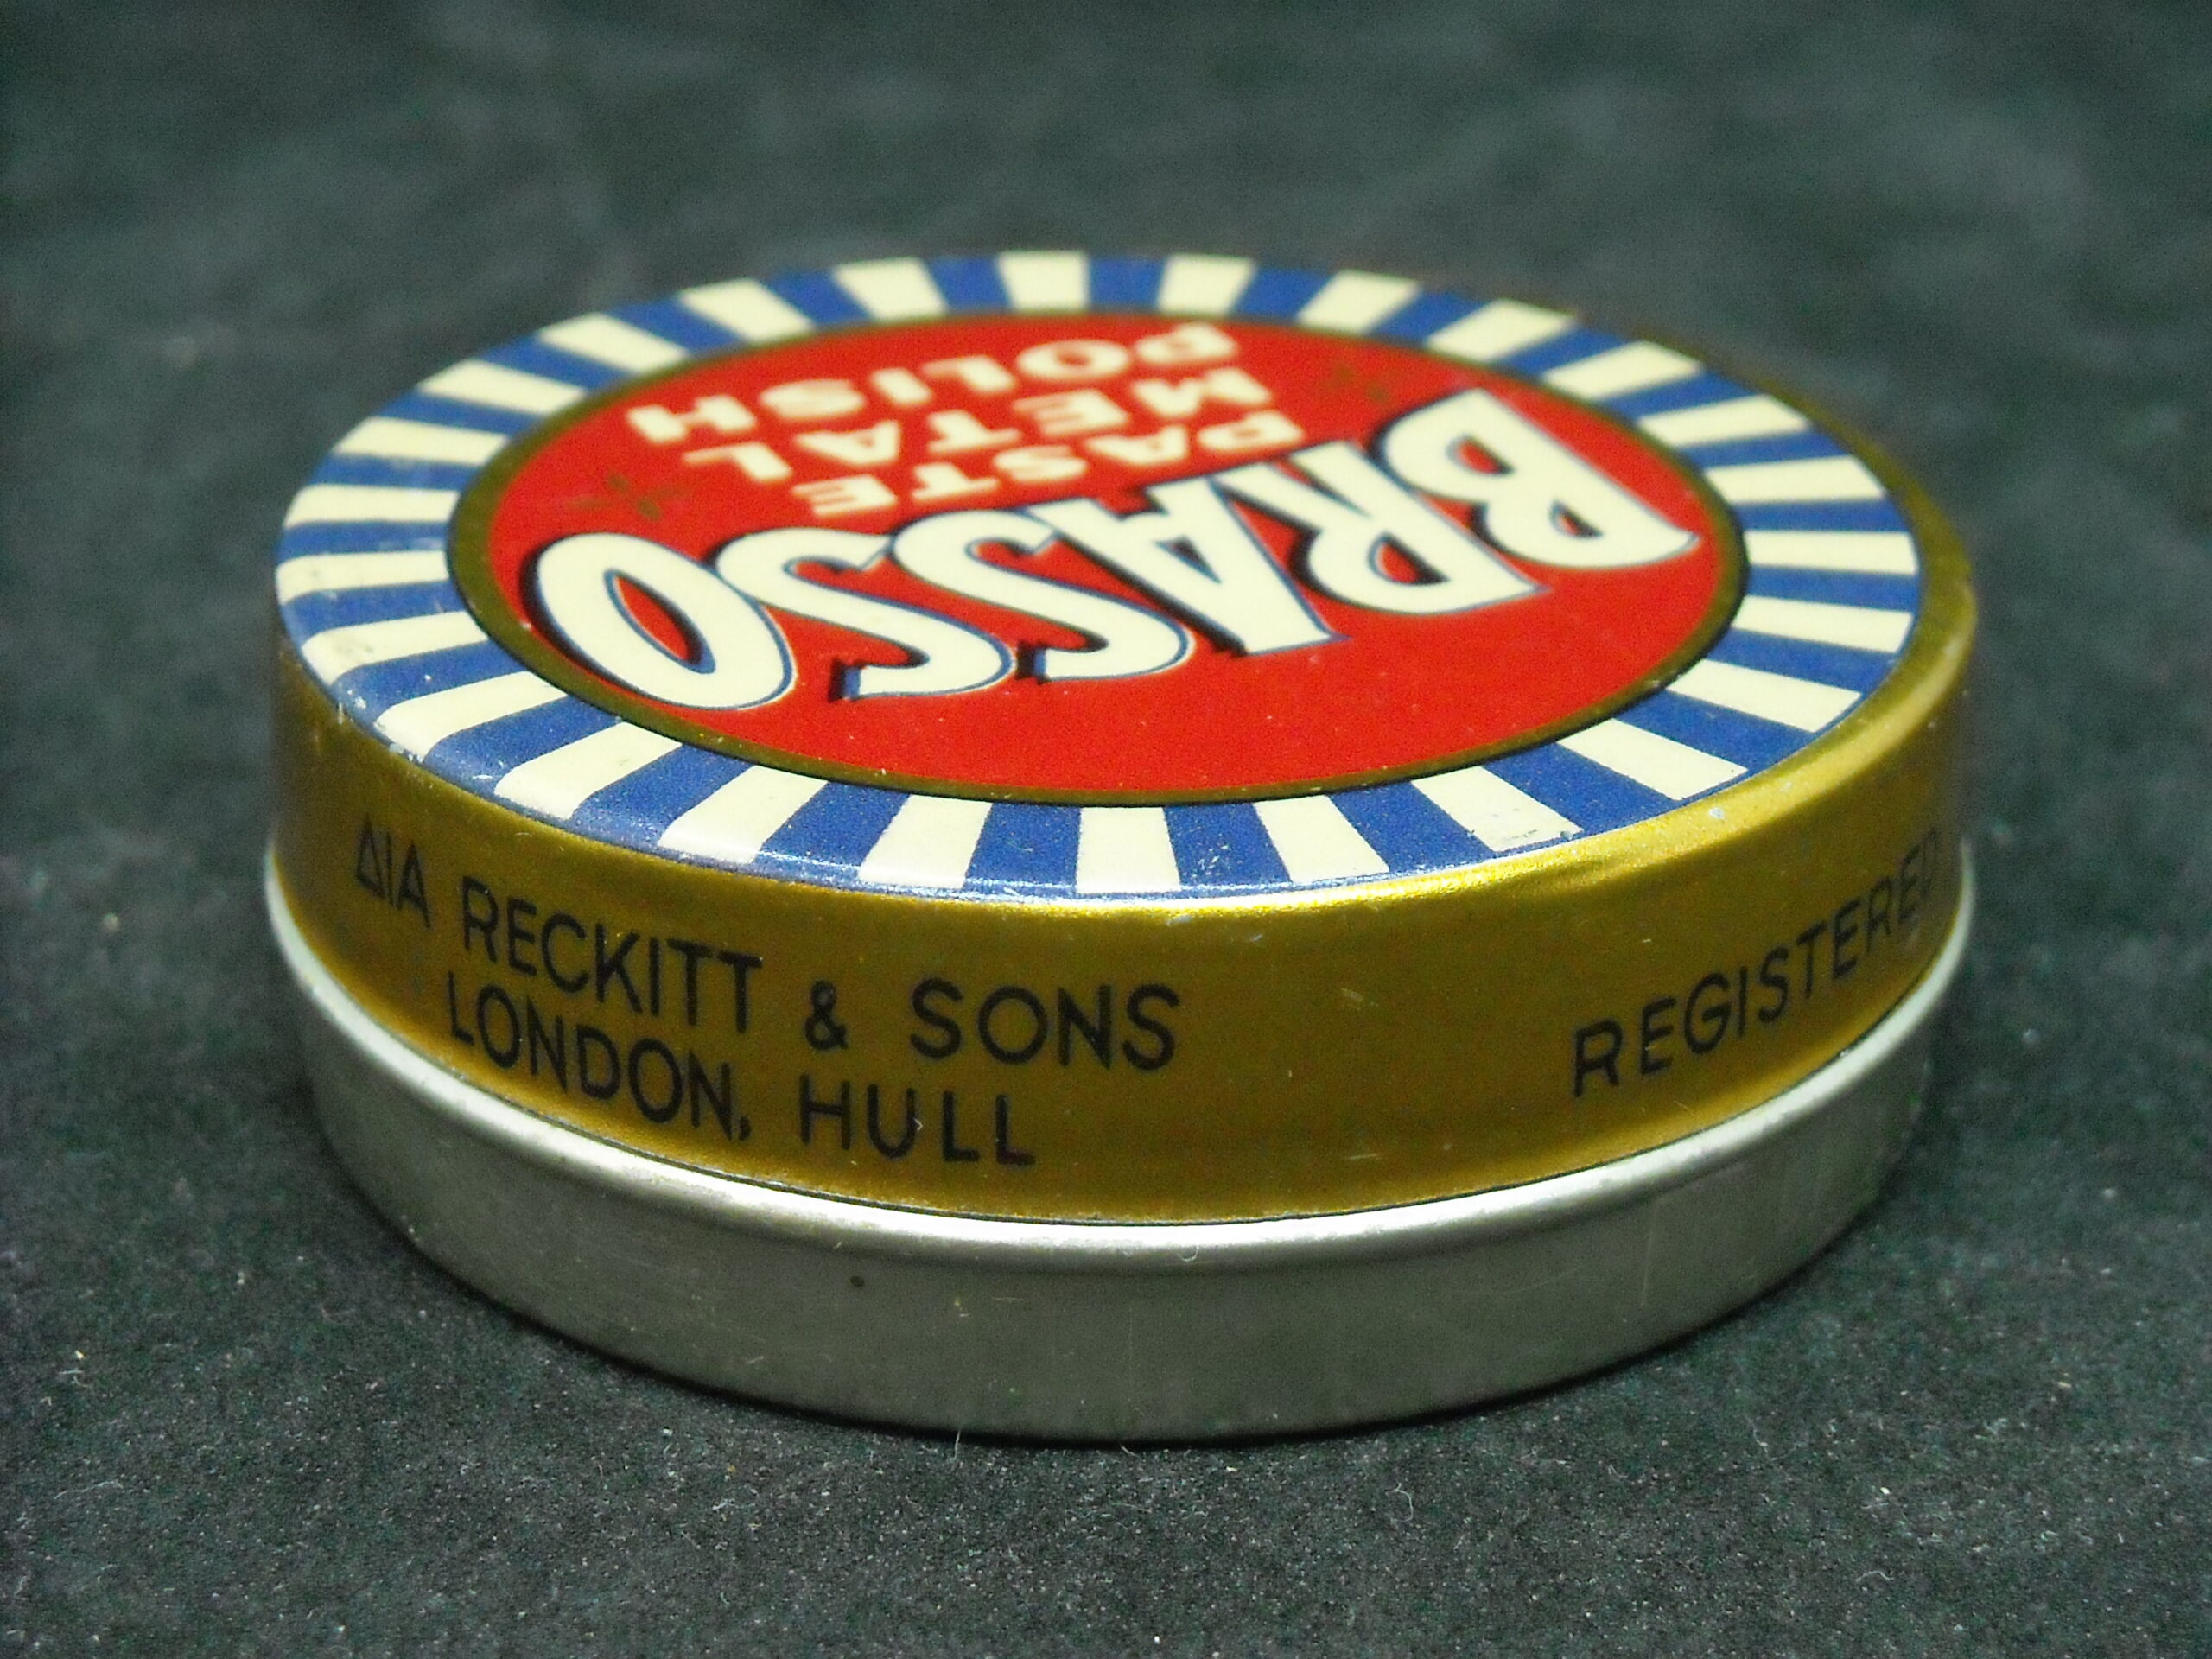 BRASSO
PASTE
METAL
POLISH
ΔΙΑ RECKITT & SONS
LONDON, HULL
REGISTERED